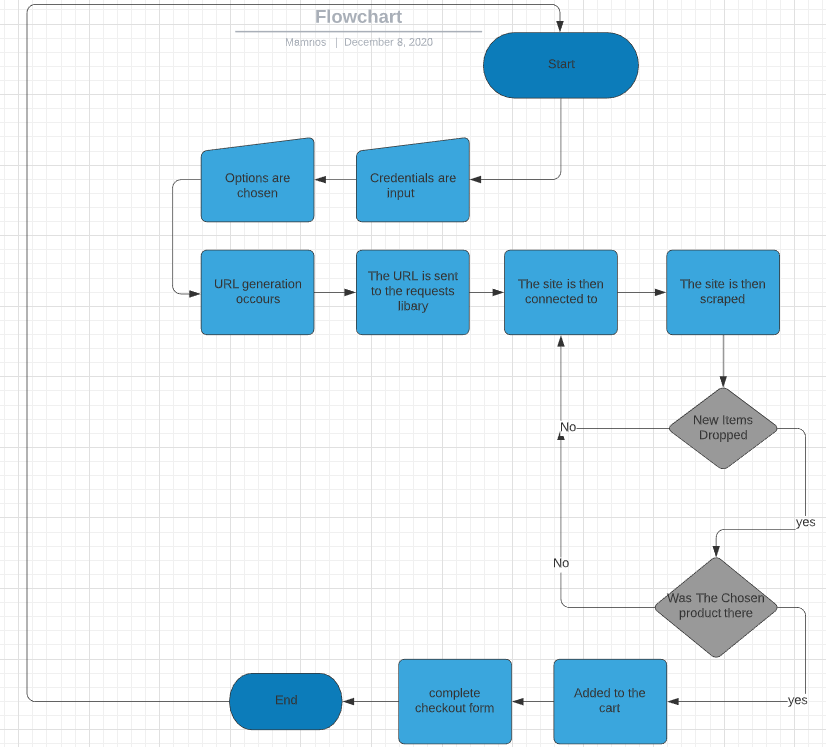 Flowchart
Mamnos | December 8, 2020
Start
Options are
chosen
Credentials are
input
URL generation
occours
The URL is sent
to the requests
libary
The site is then
connected to
The site is then
scraped
New Items
Dropped
No
yes
No
Was The Chosen
product there
yes
Added to the
cart
complete
checkout form
End